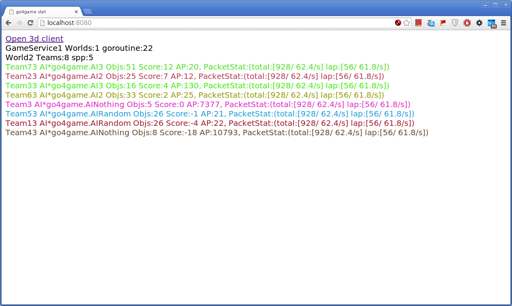 go4game stat
localhost:8080
Open 3d client
GameService1 Worlds:1 goroutine:22
World2 Teams:8 spp:5
Team73 AI*go4game.AI3 Objs:51 Score:12 AP:20, PacketStat:(total:[928/ 62.4/s] lap:[56/ 61.8/s])
Team23 AI*go4game.AI2 Objs:25 Score:7 AP:12, PacketStat:(total:[928/ 62.4/s] lap:[56/ 61.8/s])
Team33 AI*go4game.AI3 Objs:16 Score:4 AP:130, PacketStat:(total:[928/ 62.4/s] lap:[56/ 61.8/s])
Team63 AI*go4game.AI2 Objs:33 Score:2 AP:25, PacketStat:(total:[928/ 62.4/s] lap:[56/ 61.8/s])
Team3 AI*go4game.AINothing Objs:5 Score:0 AP:7377, PacketStat:(total:[928/ 62.4/s] lap:[56/ 61.8/s])
Team53 AI*go4game.AIRandom Objs:26 Score:-1 AP:21, PacketStat:(total:[928/ 62.4/s] lap:[56/ 61.8/s])
Team13 AI*go4game.AIRandom Objs:26 Score:-4 AP:22, PacketStat:(total:[928/ 62.4/s] lap:[56/ 61.8/s])
Team43 AI*go4game.AINothing Objs:8 Score:-18 AP:10793, PacketStat:(total:[928/ 62.4/s] lap:[56/ 61.8/s])